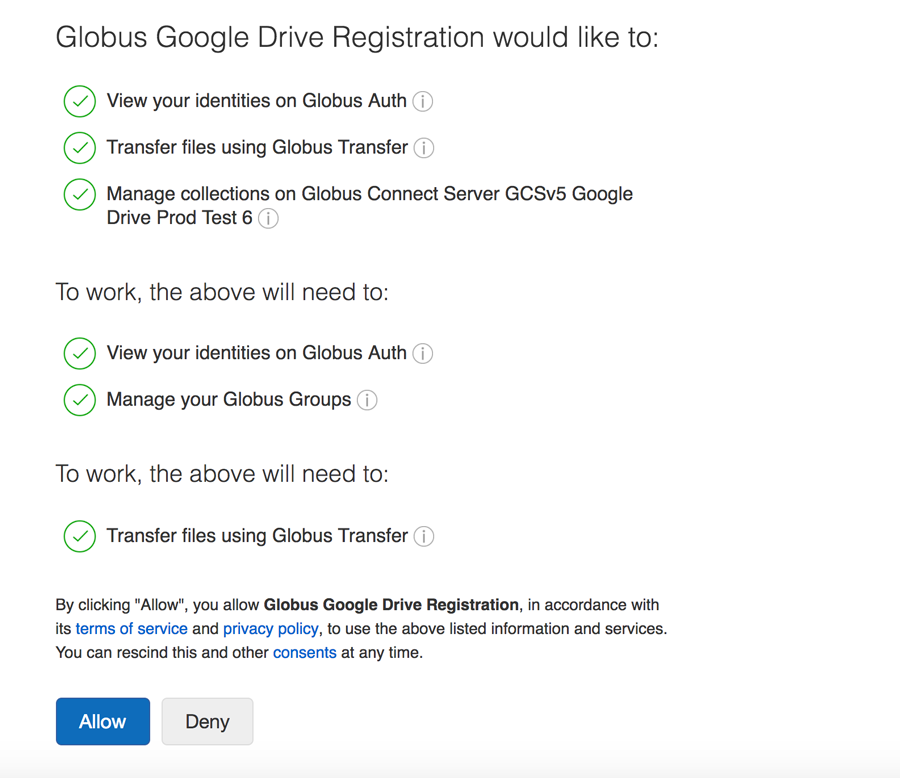 Globus Google Drive Registration would like to:
View your identities on Globus Auth
Transfer files using Globus Transfer
Manage collections on Globus Connect Server GCSv5 Google
Drive Prod Test 6
To work, the above will need to:
View your identities on Globus Auth
Manage your Globus Groups
To work, the above will need to:
Transfer files using Globus Transfer
By clicking "Allow", you allow Globus Google Drive Registration, in accordance with
its terms of service and privacy policy, to use the above listed information and services.
You can rescind this and other consents at any time.
Allow Deny